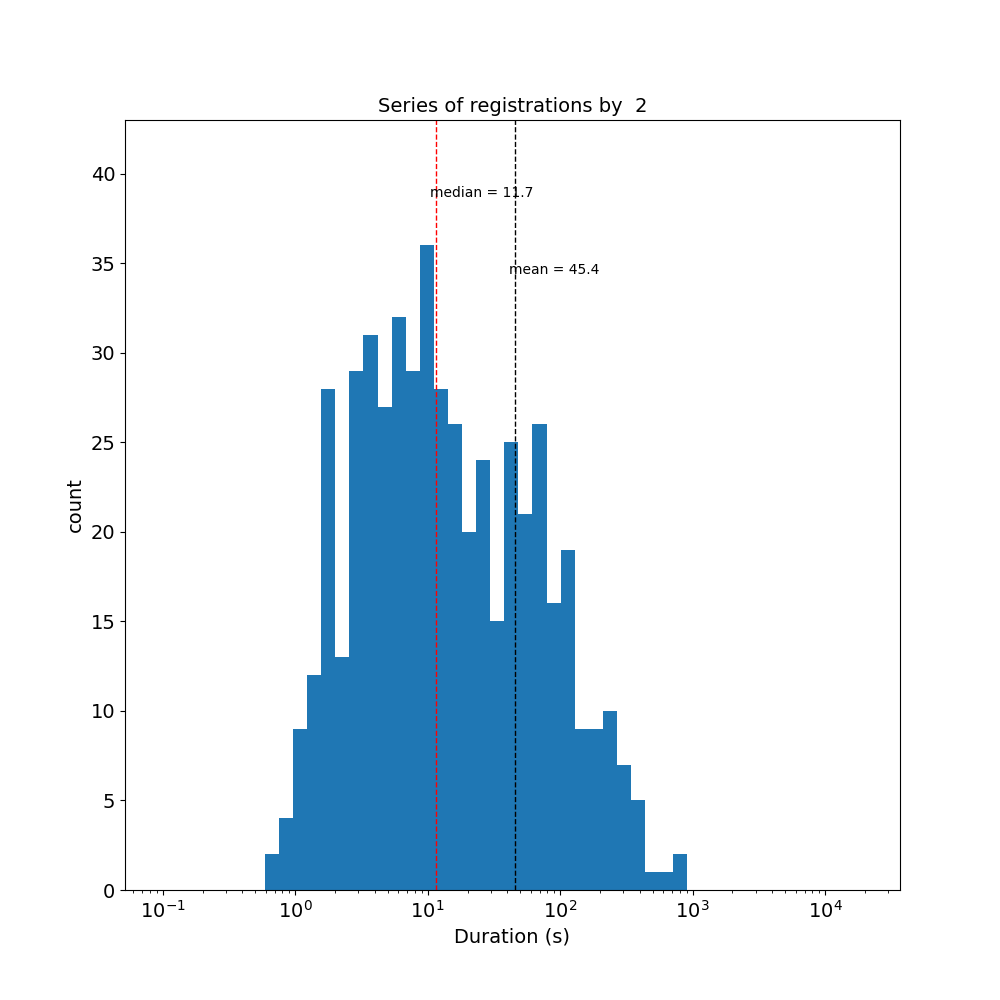 Series of registrations by  2
40
35
30
25
20
15
10
5
0
median = 11.7
mean = 45.4
count
10⁻¹ 10⁰ 10¹ 10² 10³ 10⁴
Duration (s)